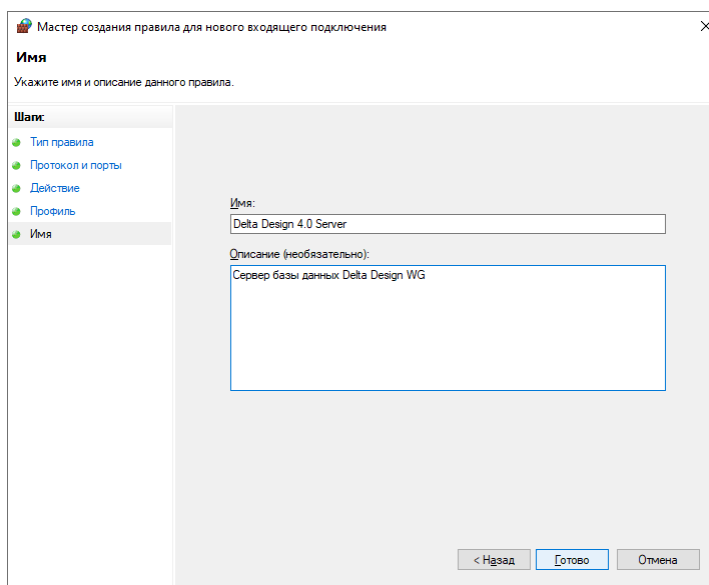 Мастер создания правила для нового входящего подключения
Имя
Укажите имя и описание данного правила.
Шаги:
Тип правила
Протокол и порты
Действие
Профиль
Имя
Имя:
Delta Design 4.0 Server
Описание (необязательно):
Сервер базы данных Delta Design WG
< Назад
Готово
Отмена